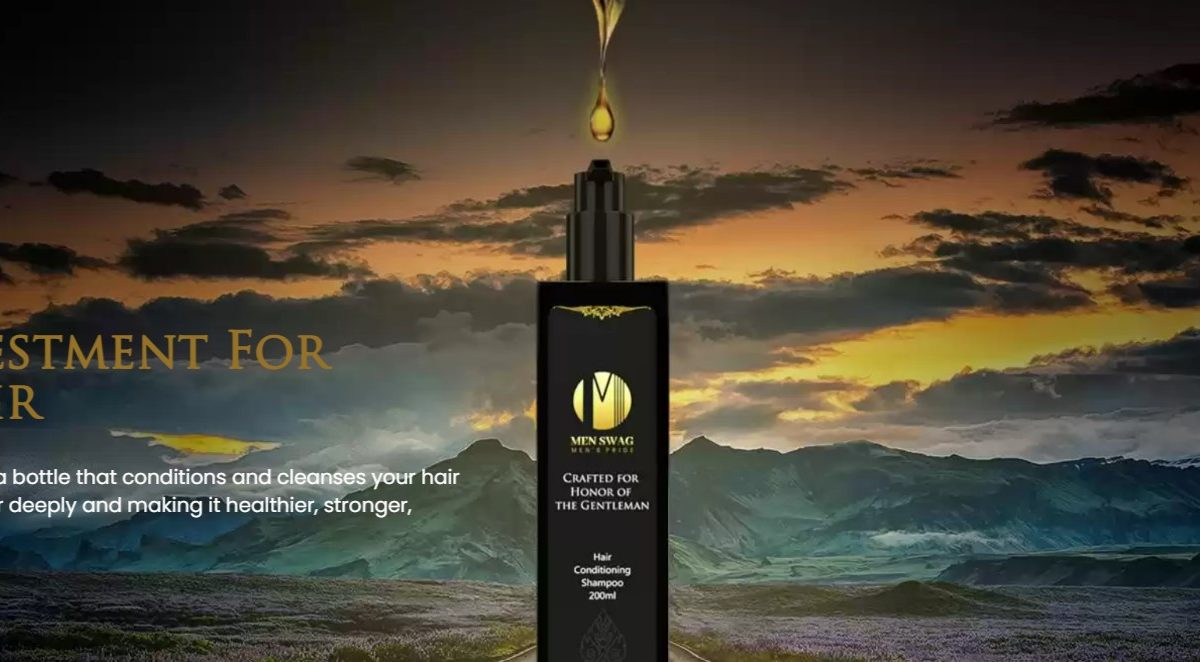 ESTMENT FOR
IR
a bottle that conditions and cleanses your hair
r deeply and making it healthier, stronger,
M
MEN SWAG
MEN'S PRIDE
CRAFTED FOR
HONOR OF
THE GENTLEMAN
Hair
Conditioning
Shampoo
200ml